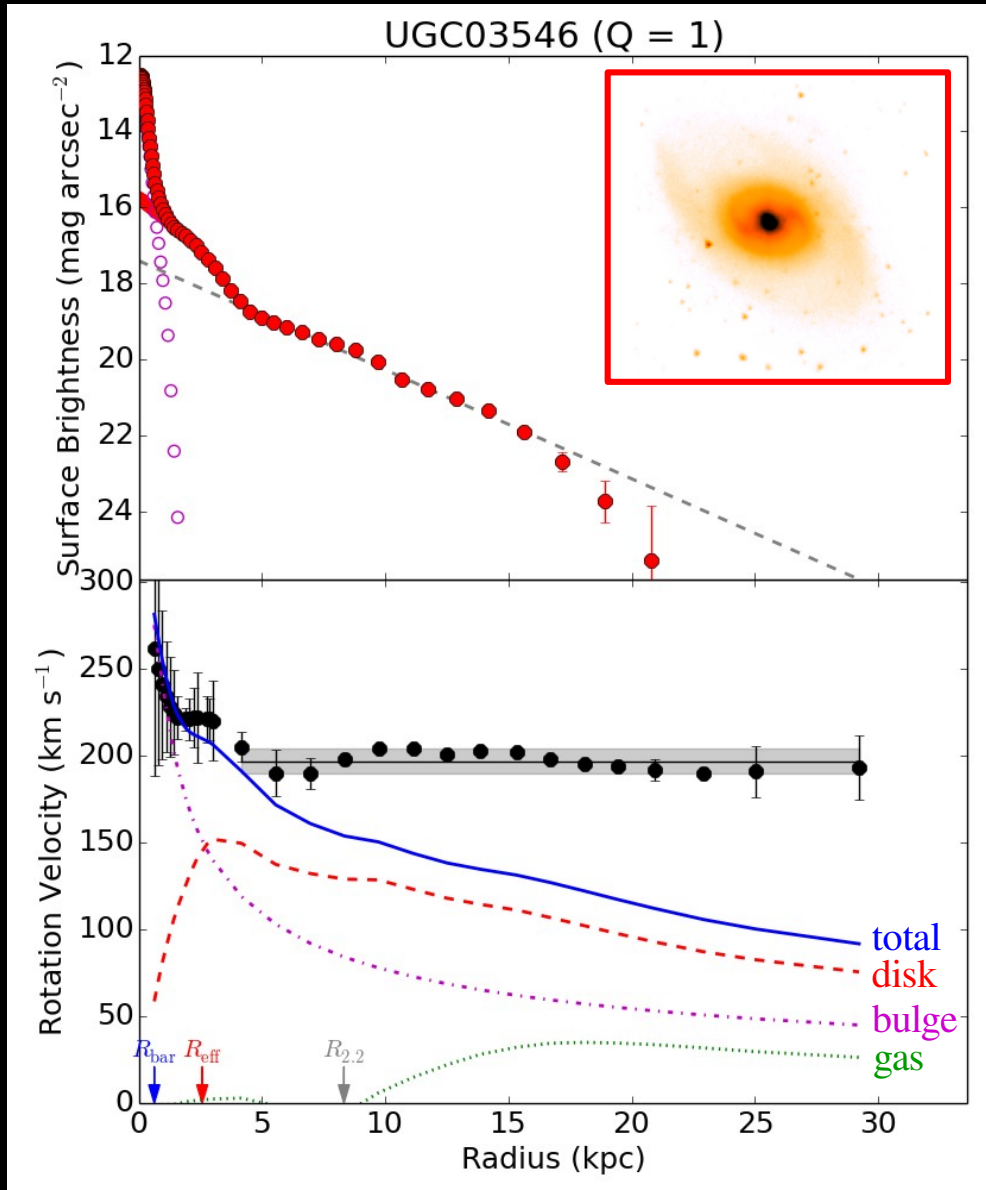 UGC03546 (Q = 1)
Surface Brightness (mag arcsec⁻²)
12
14
16
18
20
22
24
300
250
200
150
100
50
0
Rotation Velocity (km s⁻¹)
total
disk
bulge
gas
R_bar R_eff R_2.2
0 5 10 15 20 25 30
Radius (kpc)